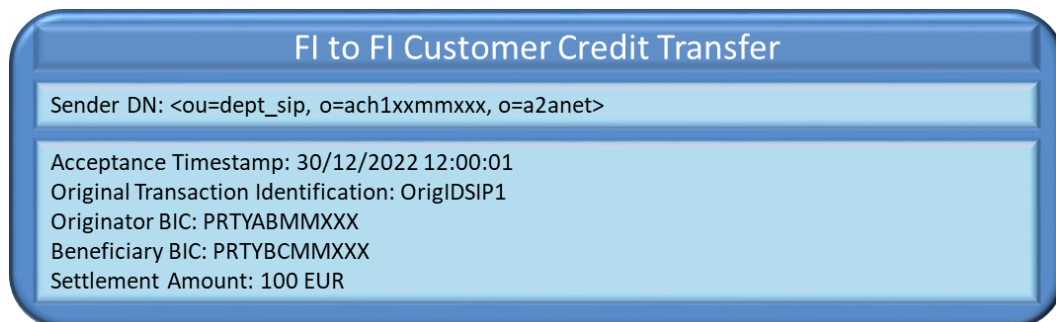 FI to FI Customer Credit Transfer
Sender DN: <ou=dept_sip, o=ach1xxmmxxx, o=a2anet>
Acceptance Timestamp: 30/12/2022 12:00:01
Original Transaction Identification: OrigIDSIP1
Originator BIC: PRTYABMMXXX
Beneficiary BIC: PRTYBCMMXXX
Settlement Amount: 100 EUR